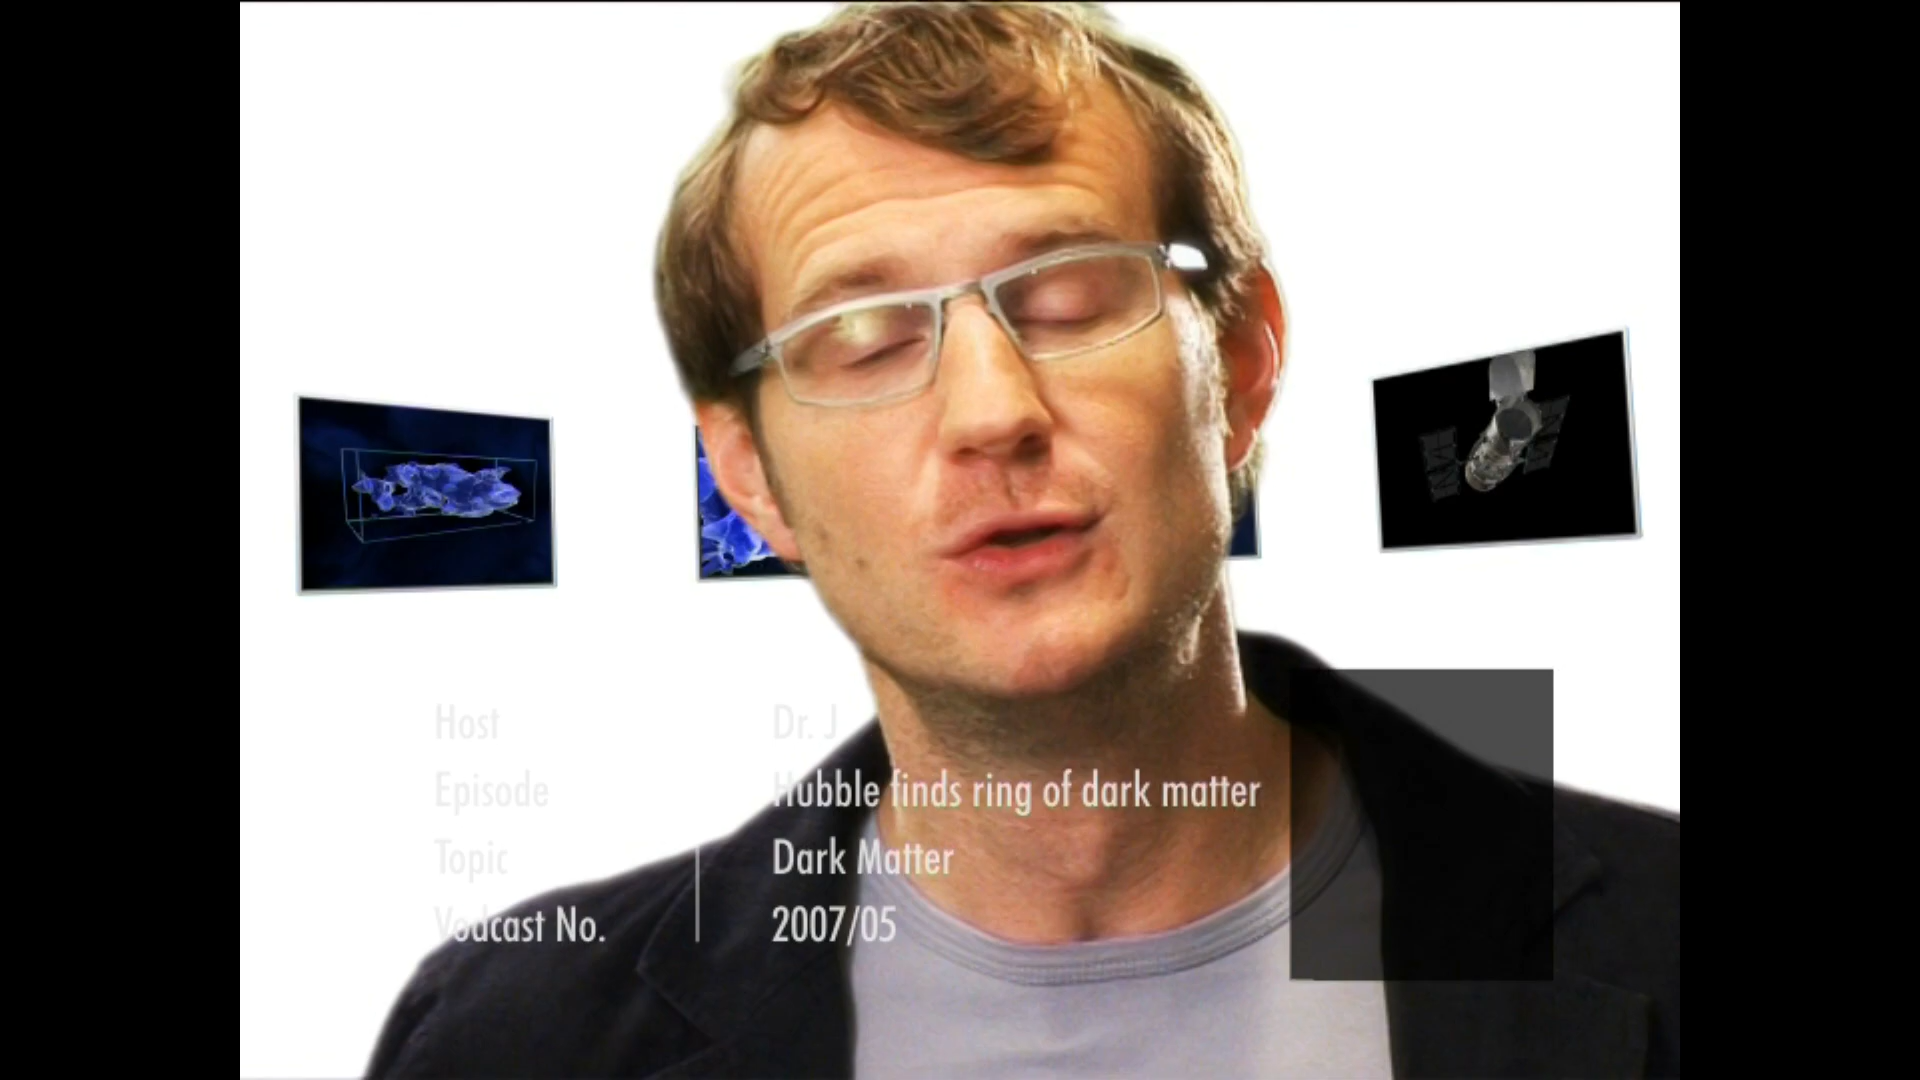 Host Dr. J
Episode Hubble finds ring of dark matter
Topic Dark Matter
Vodcast No. 2007/05